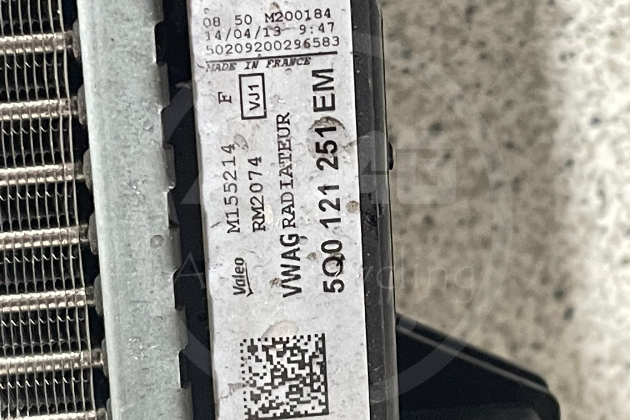 08 50 M200184
14/04/13 9:47
50209200296583
MADE IN FRANCE
Valeo M155214 F
RM2074 VJ1
VWAG RADIATEUR
5Q0 121 251 EM